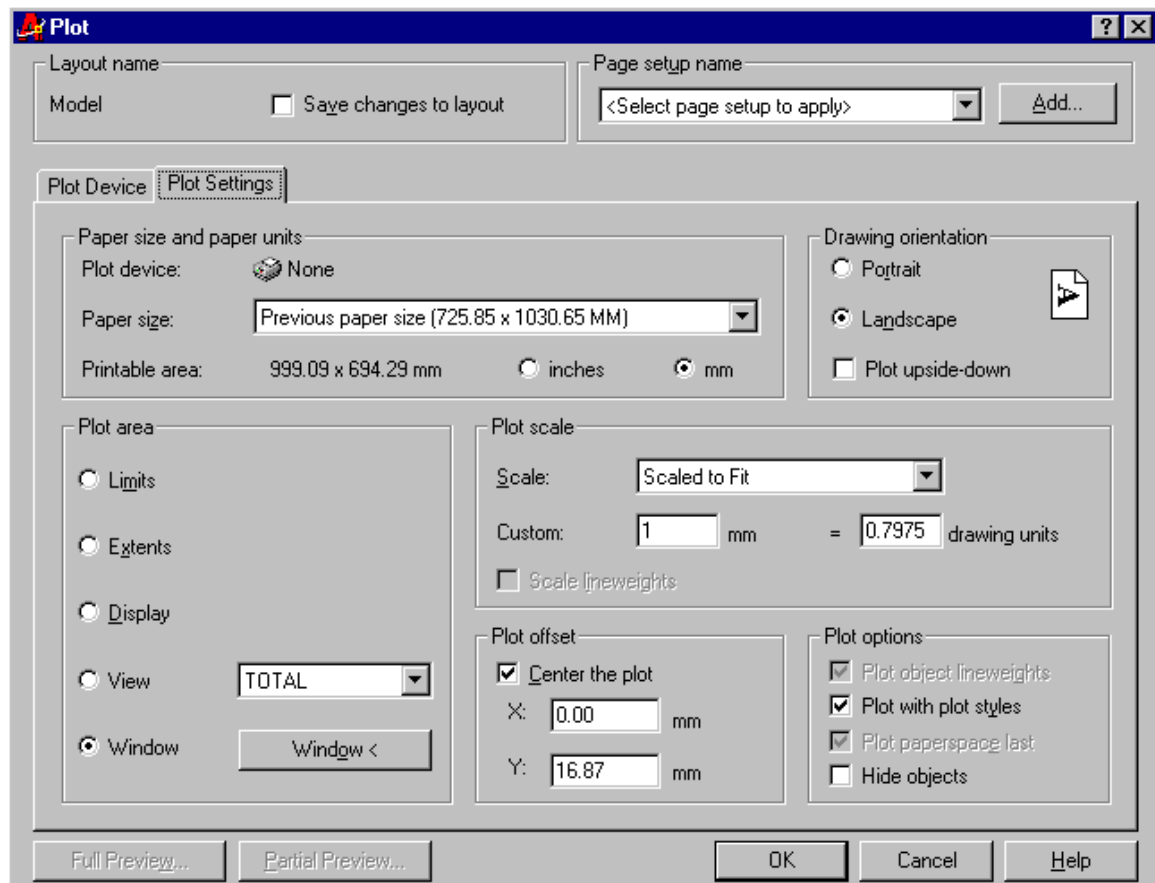 Plot
Layout name
Model
Save changes to layout
Page setup name
<Select page setup to apply>
Add...
Plot Device
Plot Settings
Paper size and paper units
Plot device: None
Paper size: Previous paper size (725.85 x 1030.65 MM)
Printable area: 999.09 x 694.29 mm inches mm
Drawing orientation
Portrait
A
Landscape
Plot upside-down
Plot area
Limits
Extents
Display
View TOTAL
Window Window <
Plot scale
Scale: Scaled to Fit
Custom: 1 mm = 0.7975 drawing units
Scale lineweights
Plot offset
Center the plot
X: 0.00 mm
Y: 16.87 mm
Plot options
Plot object lineweights
Plot with plot styles
Plot paperspace last
Hide objects
Full Preview...
Partial Preview...
OK
Cancel
Help